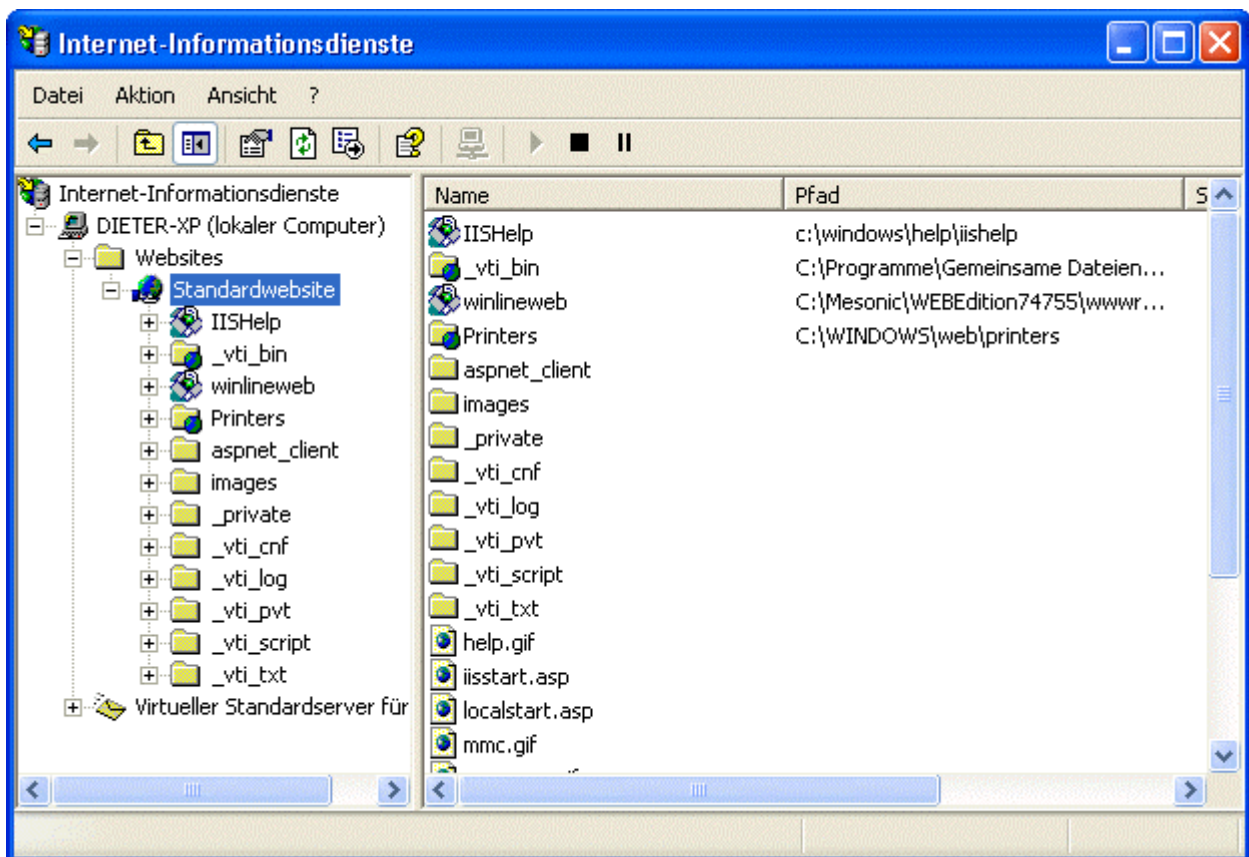 Internet-Informationsdienste
Datei Aktion Ansicht ?
Internet-Informationsdienste
DIETER-XP (lokaler Computer)
Websites
Standardwebsite
IISHelp
_vti_bin
winlineweb
Printers
aspnet_client
images
_private
_vti_cnf
_vti_log
_vti_pvt
_vti_script
_vti_txt
Virtueller Standardserver für
Name Pfad S
IISHelp c:\windows\help\iishelp
_vti_bin C:\Programme\Gemeinsame Dateien...
winlineweb C:\Mesonic\WEBEdition74755\wwwr...
Printers C:\WINDOWS\web\printers
aspnet_client
images
_private
_vti_cnf
_vti_log
_vti_pvt
_vti_script
_vti_txt
help.gif
iisstart.asp
localstart.asp
mmc.gif